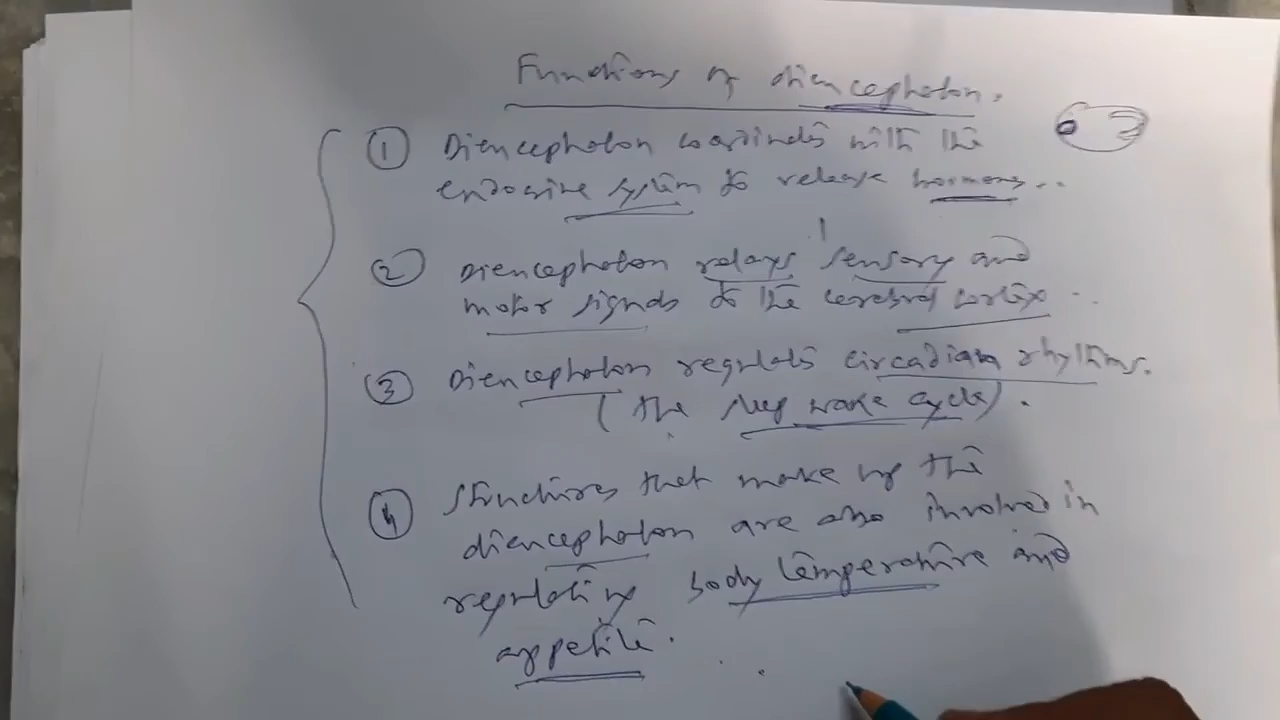 Functions of diencephalon.
① Diencephalon coordinates with the
endocrine system to release hormones..
② Diencephalon relays sensory and
motor signals to the cerebral cortex ..
③ Diencephalon regulates circadian rhythms.
(the sleep wake cycle).
④ Structures that make up the
diencephalon are also involved in
regulating body temperature and
appetite.